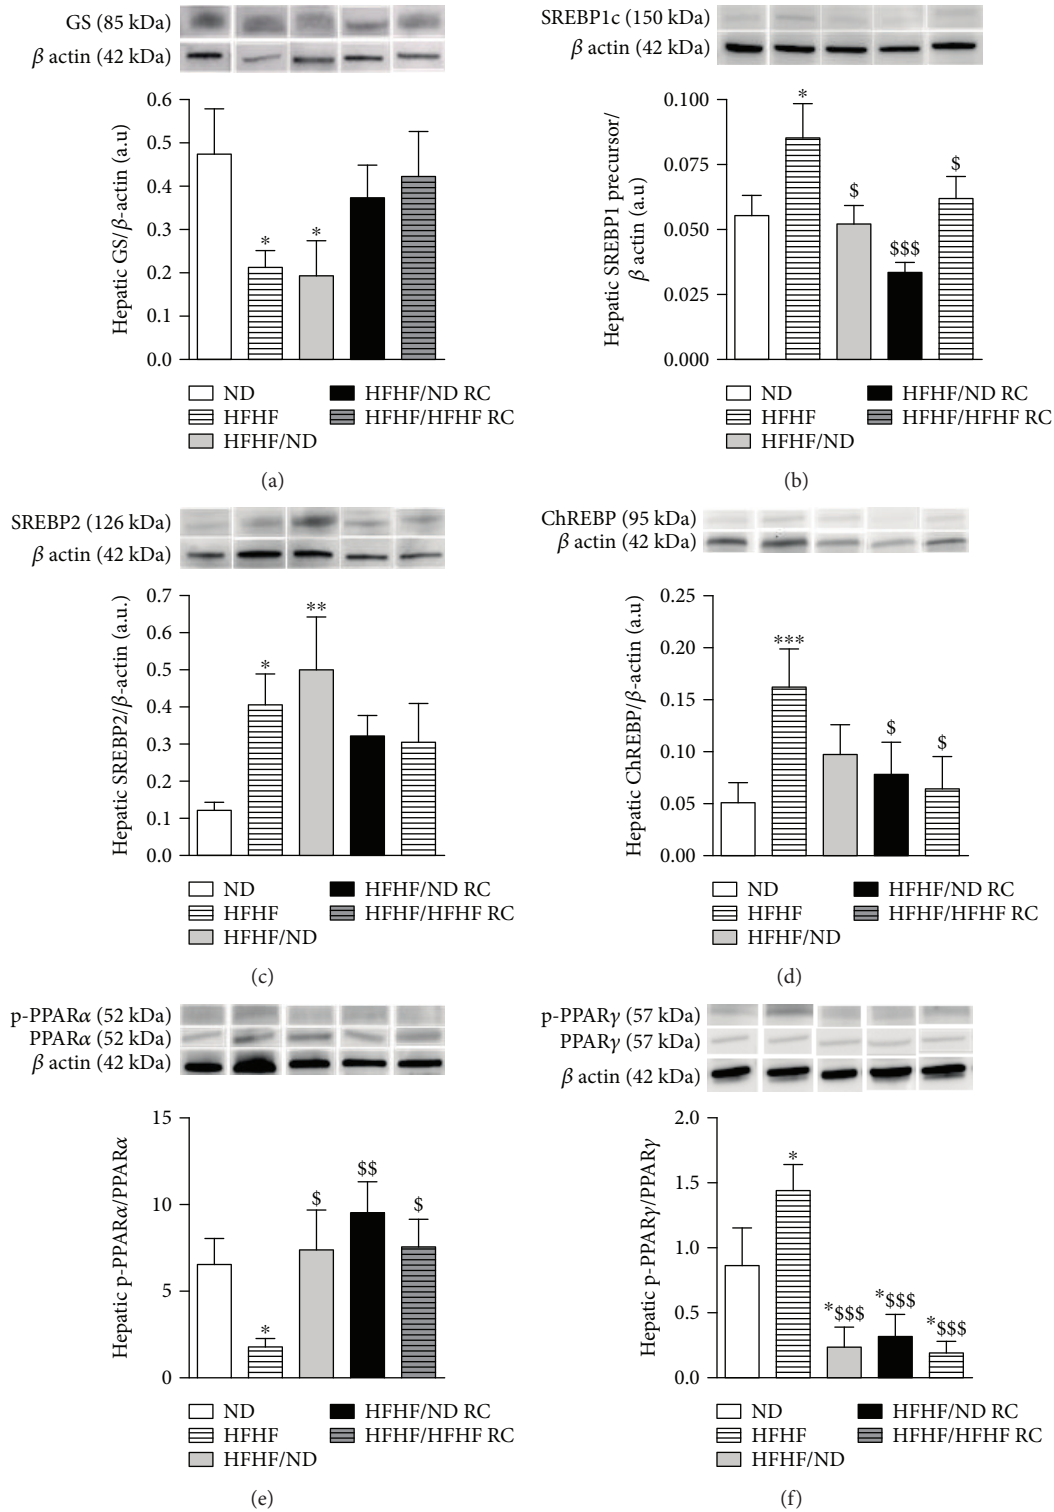 GS (85 kDa)
β actin (42 kDa)
Hepatic GS/β-actin (a.u)
0.6
0.5
0.4
0.3
0.2
0.1
0.0
* *
ND
HFHF
HFHF/ND
HFHF/ND RC
HFHF/HFHF RC
(a)
SREBP1c (150 kDa)
β actin (42 kDa)
Hepatic SREBP1 precursor/
β actin (a.u)
0.100
0.075
0.050
0.025
0.000
* $ $$$ $
ND
HFHF
HFHF/ND
HFHF/ND RC
HFHF/HFHF RC
(b)
SREBP2 (126 kDa)
β actin (42 kDa)
Hepatic SREBP2/β-actin (a.u.)
0.7
0.6
0.5
0.4
0.3
0.2
0.1
0.0
* **
ND
HFHF
HFHF/ND
HFHF/ND RC
HFHF/HFHF RC
(c)
ChREBP (95 kDa)
β actin (42 kDa)
Hepatic ChREBP/β-actin (a.u)
0.25
0.20
0.15
0.10
0.05
0.00
*** $ $
ND
HFHF
HFHF/ND
HFHF/ND RC
HFHF/HFHF RC
(d)
p-PPARα (52 kDa)
PPARα (52 kDa)
β actin (42 kDa)
Hepatic p-PPARα/PPARα
15
10
5
0
* $ $$ $
ND
HFHF
HFHF/ND
HFHF/ND RC
HFHF/HFHF RC
(e)
p-PPARγ (57 kDa)
PPARγ (57 kDa)
β actin (42 kDa)
Hepatic p-PPARγ/PPARγ
2.0
1.5
1.0
0.5
0.0
* *$$$ *$$$ *$$$
ND
HFHF
HFHF/ND
HFHF/ND RC
HFHF/HFHF RC
(f)